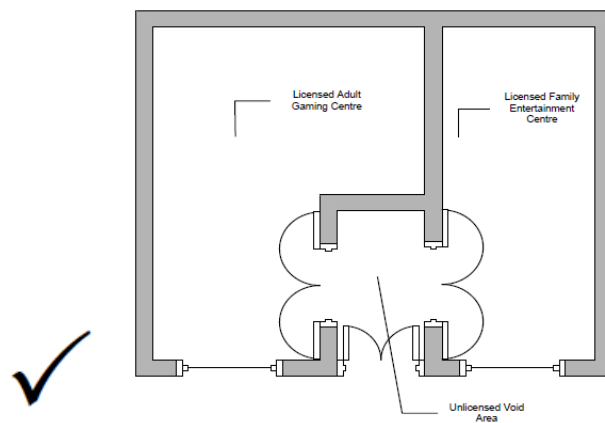 Licensed Adult
Gaming Centre
Licensed Family
Entertainment
Centre
Unlicensed Void
Area